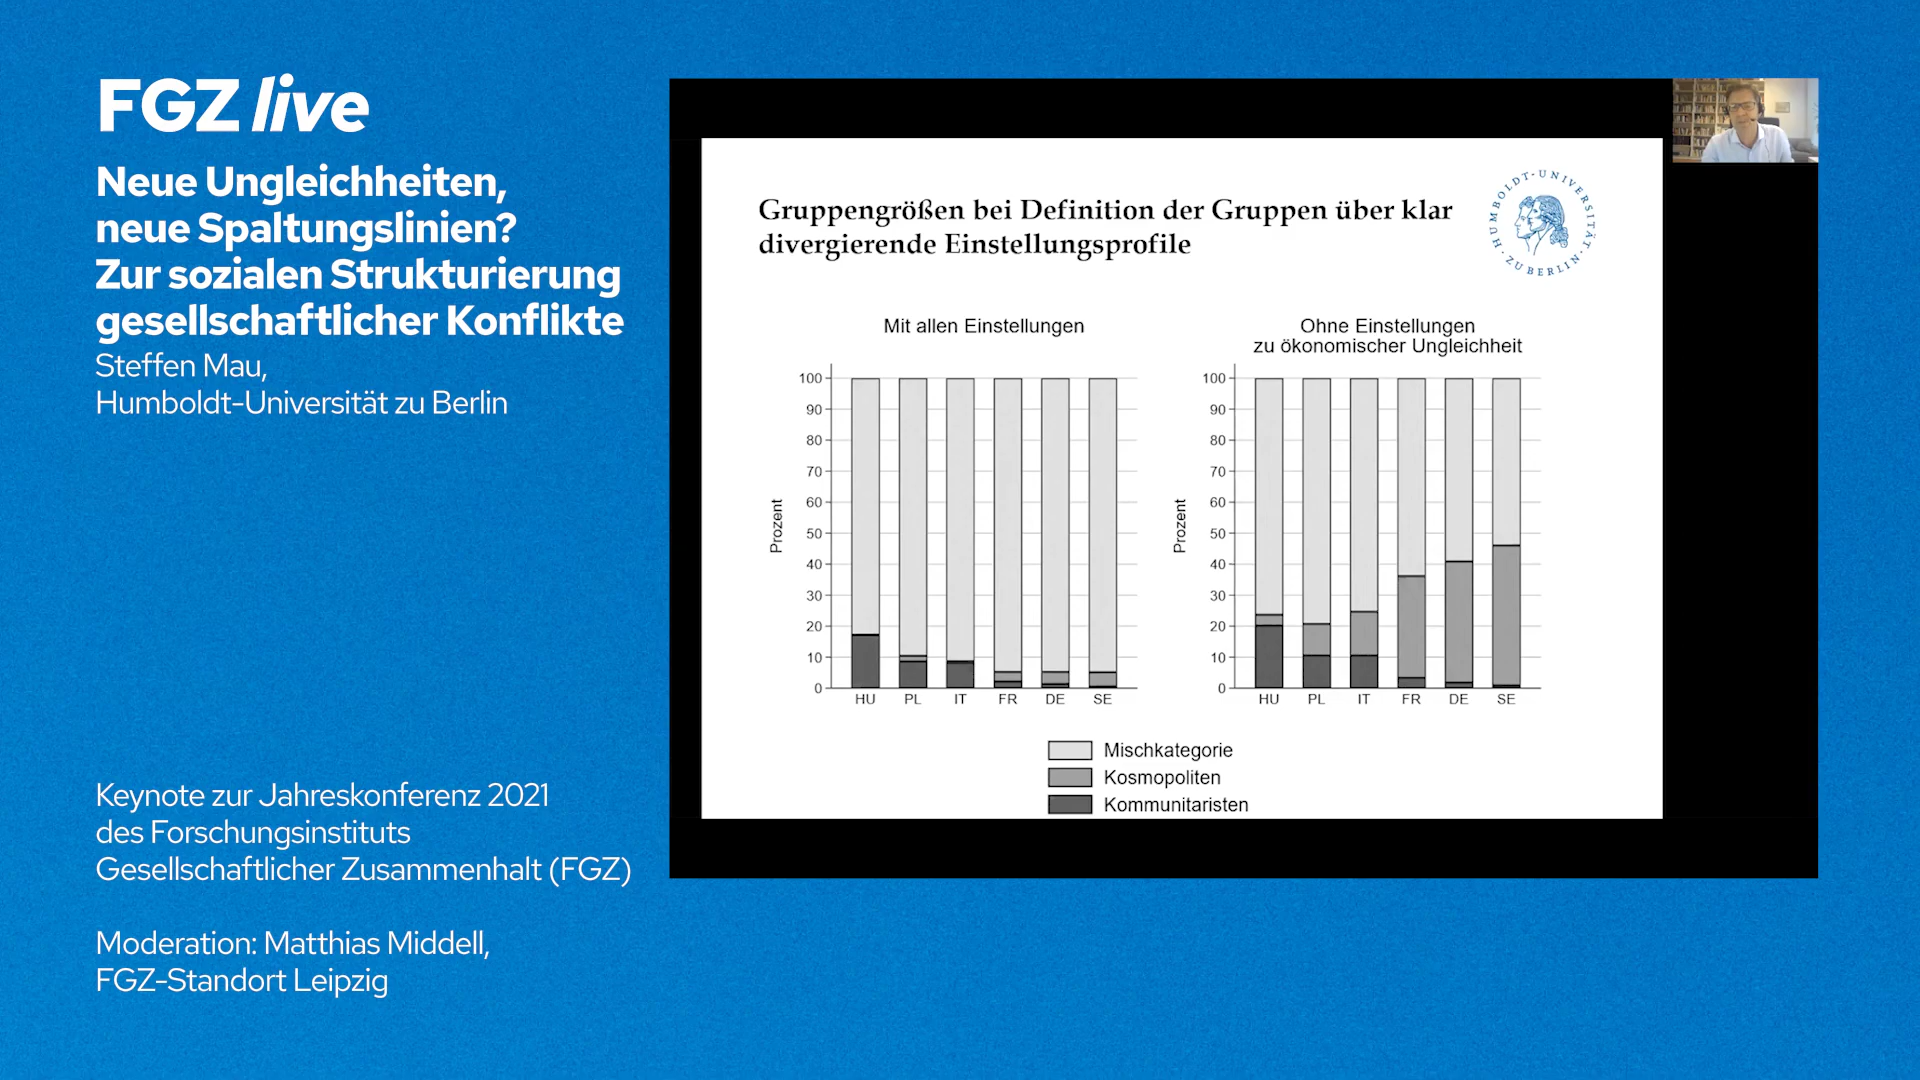 FGZ live
Neue Ungleichheiten,
neue Spaltungslinien?
Zur sozialen Strukturierung
gesellschaftlicher Konflikte
Steffen Mau,
Humboldt-Universität zu Berlin
Keynote zur Jahreskonferenz 2021
des Forschungsinstituts
Gesellschaftlicher Zusammenhalt (FGZ)
Moderation: Matthias Middell,
FGZ-Standort Leipzig
Gruppengrößen bei Definition der Gruppen über klar
divergierende Einstellungsprofile
HUMBOLDT-UNIVERSITÄT · ZU BERLIN ·
Mit allen Einstellungen
Prozent
100
90
80
70
60
50
40
30
20
10
0
HU PL IT FR DE SE
Ohne Einstellungen
zu ökonomischer Ungleichheit
Prozent
100
90
80
70
60
50
40
30
20
10
0
HU PL IT FR DE SE
Mischkategorie
Kosmopoliten
Kommunitaristen